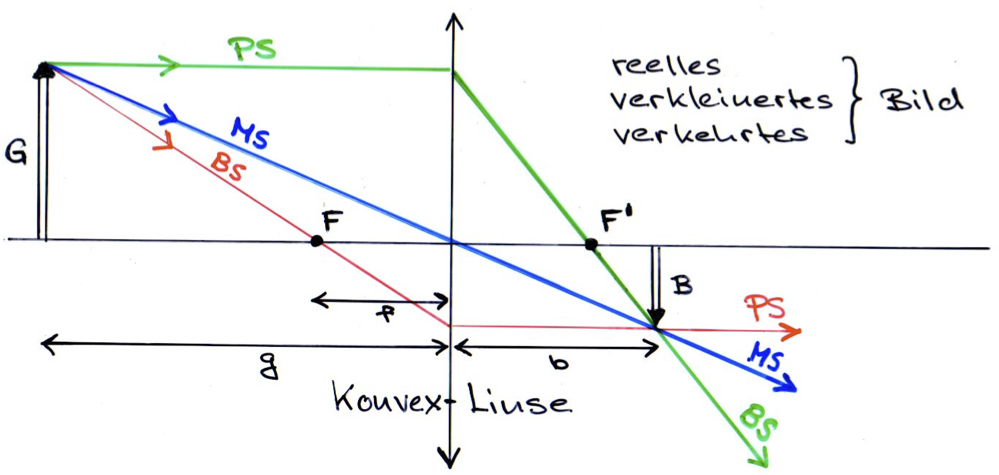 PS
reelles
verkleinertes
verkehrtes
Bild
G
MS
BS
F
F'
B
f
PS
g
b
MS
Konvex-Linse
BS